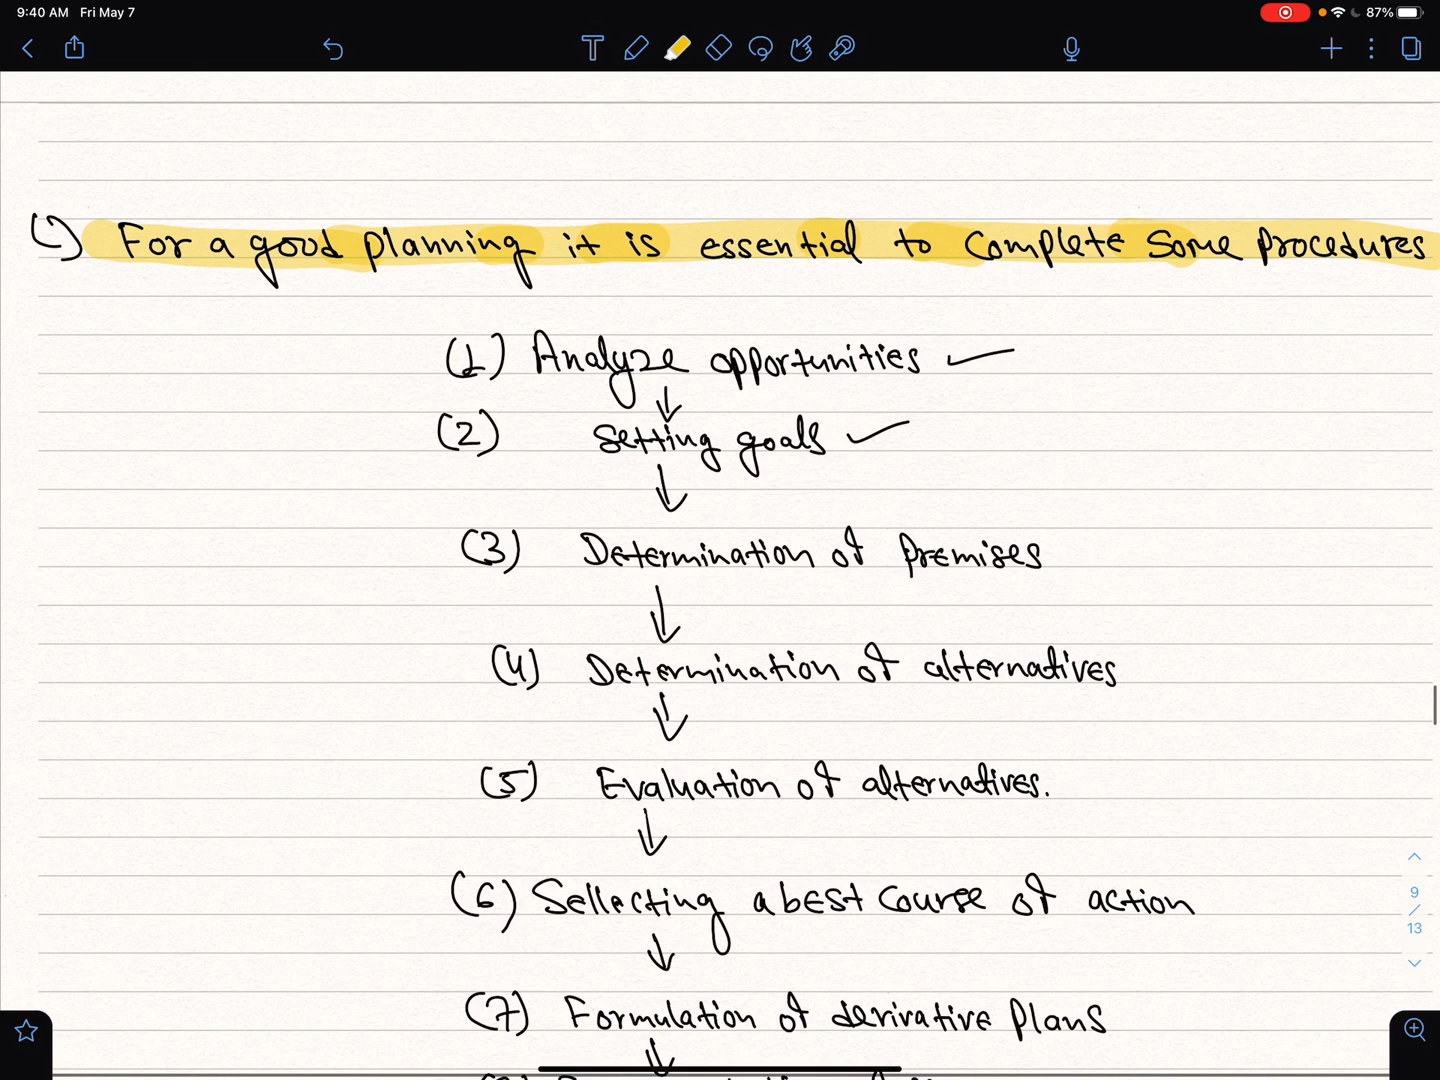 9:40 AM Fri May 7
87%
For a good planning it is essential to complete some procedures
(1) Analyze opportunities
(2) Setting goals
(3) Determination of premises
(4) Determination of alternatives
(5) Evaluation of alternatives.
(6) Sellecting a best course of action
(7) Formulation of derivative plans
9
/
13